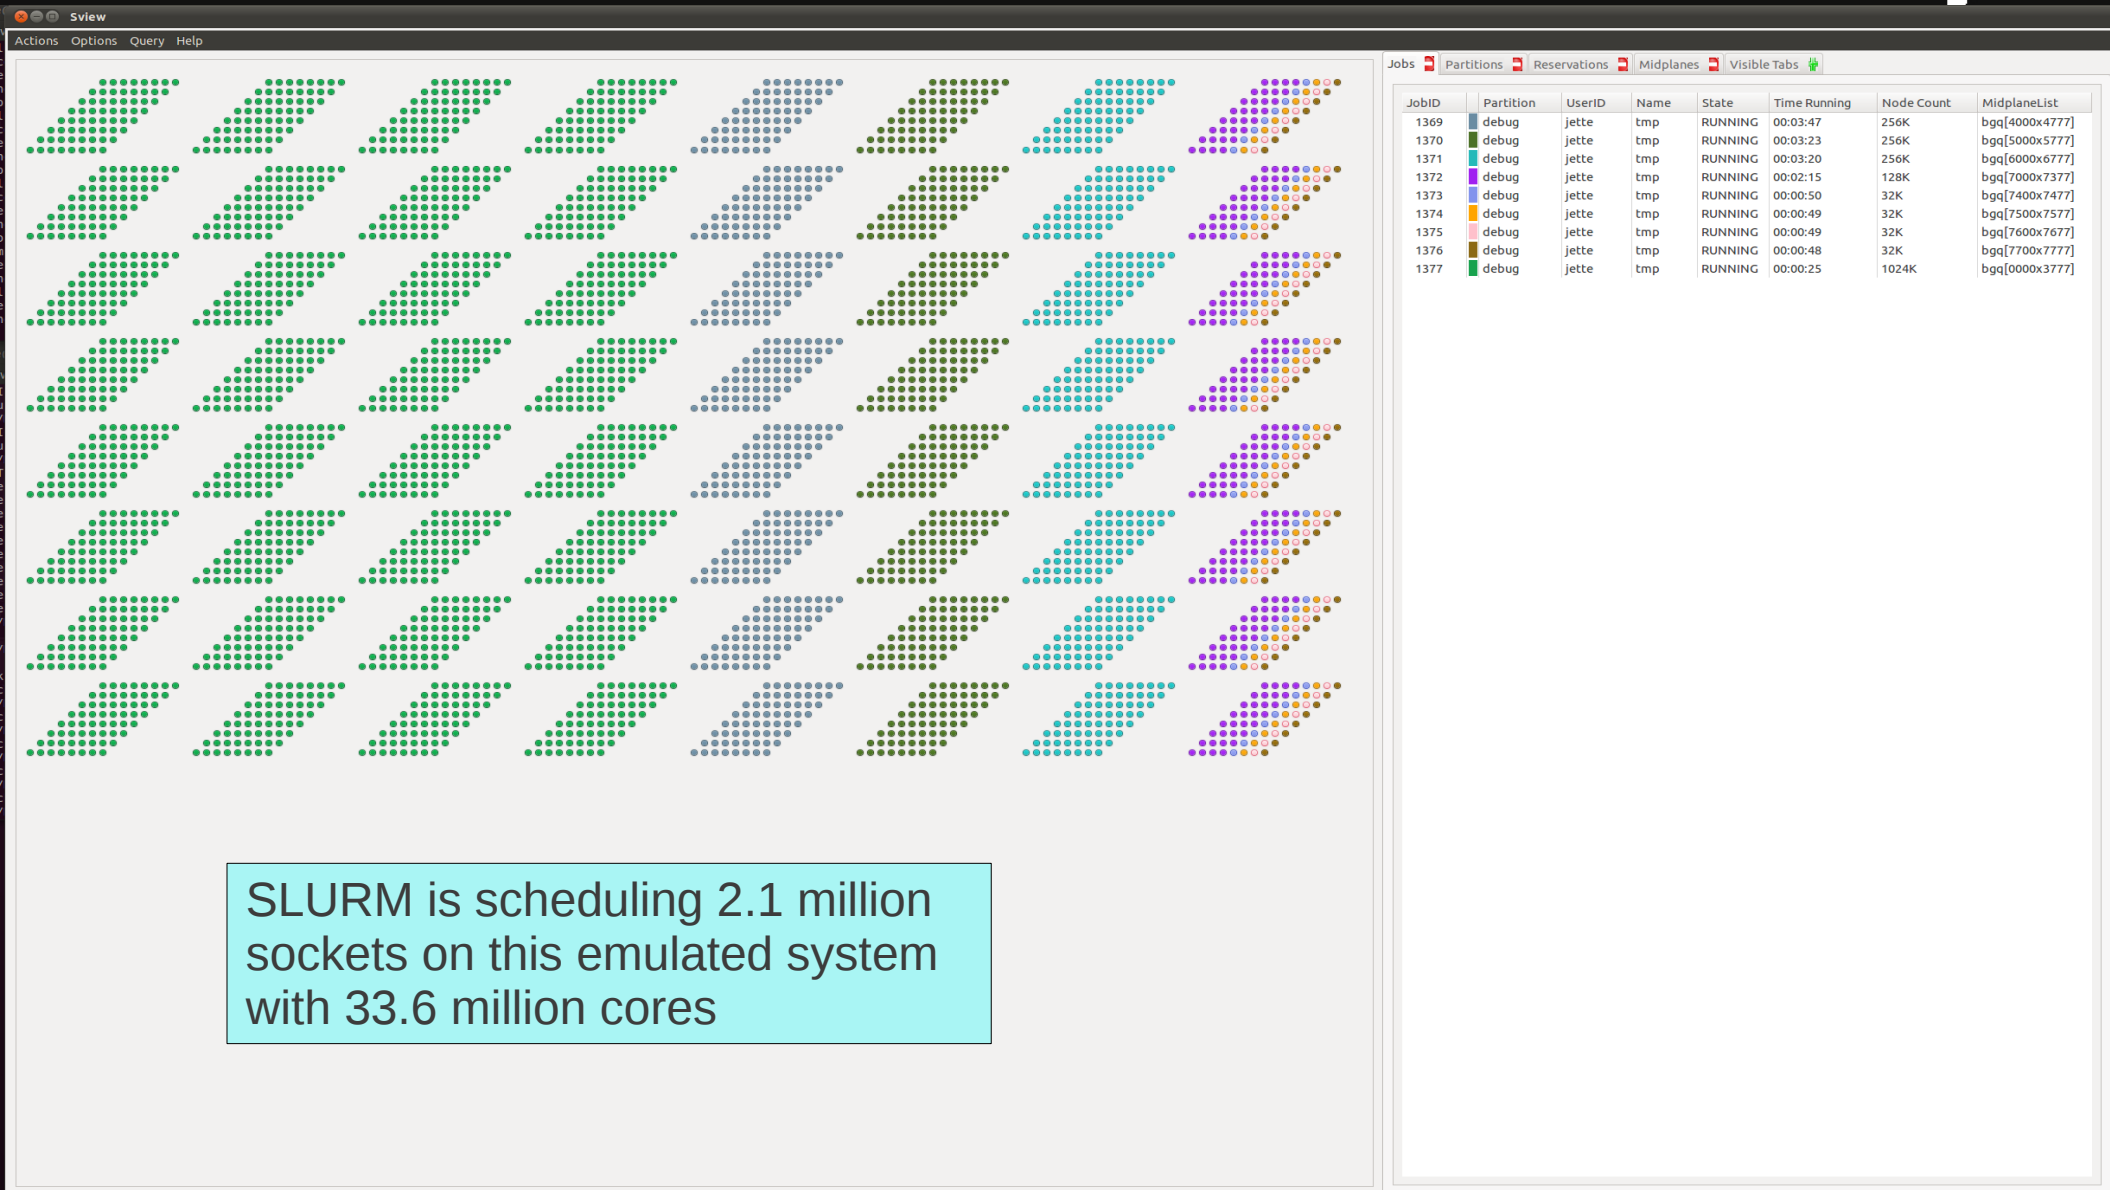 Sview
Actions Options Query Help
Jobs Partitions Reservations Midplanes Visible Tabs
JobID Partition UserID Name State Time Running Node Count MidplaneList
1369 debug jette tmp RUNNING 00:03:47 256K bgq[4000x4777]
1370 debug jette tmp RUNNING 00:03:23 256K bgq[5000x5777]
1371 debug jette tmp RUNNING 00:03:20 256K bgq[6000x6777]
1372 debug jette tmp RUNNING 00:02:15 128K bgq[7000x7377]
1373 debug jette tmp RUNNING 00:00:50 32K bgq[7400x7477]
1374 debug jette tmp RUNNING 00:00:49 32K bgq[7500x7577]
1375 debug jette tmp RUNNING 00:00:49 32K bgq[7600x7677]
1376 debug jette tmp RUNNING 00:00:48 32K bgq[7700x7777]
1377 debug jette tmp RUNNING 00:00:25 1024K bgq[0000x3777]
SLURM is scheduling 2.1 million
sockets on this emulated system
with 33.6 million cores